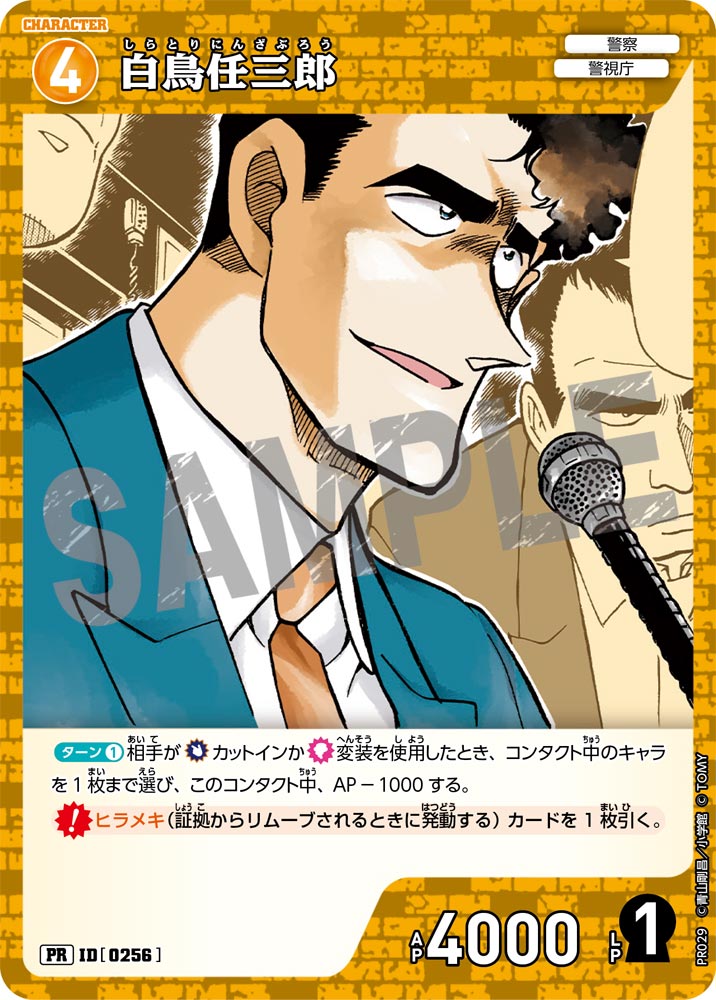 CHARACTER
4
しらとりにんざぶろう
白鳥任三郎
警察
警視庁
SAMPLE
ターン1 相手がカットインか変装を使用したとき、コンタクト中のキャラ
を1枚まで選び、このコンタクト中、AP－1000する。
ヒラメキ(証拠からリムーブされるときに発動する) カードを1枚引く。
PR ID[0256]
AP 4000
LP 1
PR029 ©青山剛昌／小学館 ©TOMY